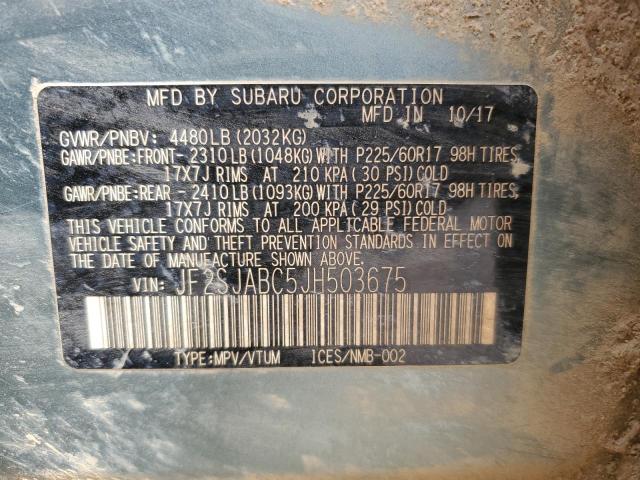 MFD BY SUBARU CORPORATION
MFD IN 10/17
GVWR/PNBV: 4480LB(2032KG)
GAWR/PNBE:FRONT-2310LB(1048KG)WITH P225/60R17 98H TIRES,
17X7J RIMS AT 210 KPA(30 PSI)COLD
GAWR/PNBE:REAR -2410LB(1093KG)WITH P225/60R17 98H TIRES,
17X7J RIMS AT 200 KPA(29 PSI)COLD.
THIS VEHICLE CONFORMS TO ALL APPLICABLE FEDERAL MOTOR
VEHICLE SAFETY AND THEFT PREVENTION STANDARDS IN EFFECT
ON THE DATE OF MANUFACTURE SHOWN ABOVE.
VIN: JF2SJABC5JH503675
TYPE:MPV/VTUM ICES/NMB-002